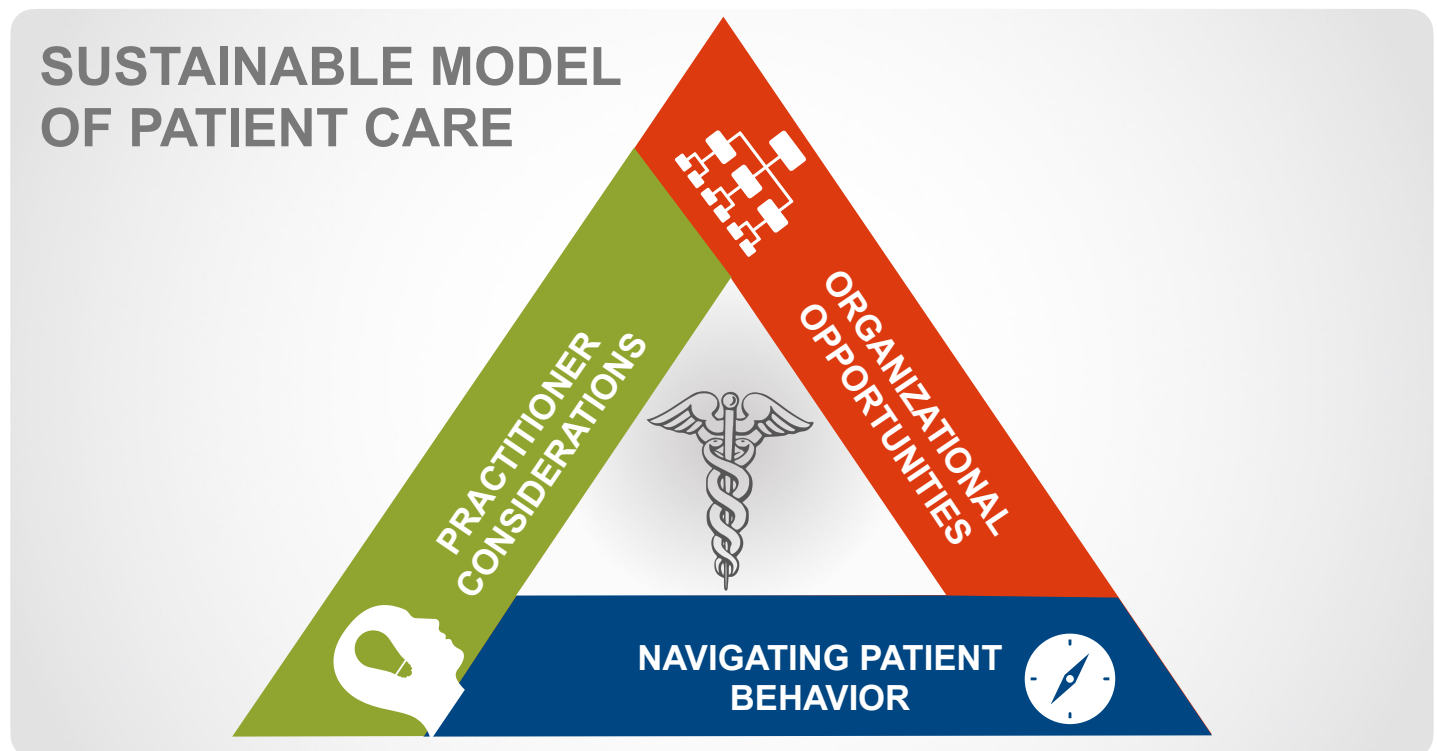 SUSTAINABLE MODEL
OF PATIENT CARE
PRACTITIONER
CONSIDERATIONS
ORGANIZATIONAL
OPPORTUNITIES
NAVIGATING PATIENT
BEHAVIOR